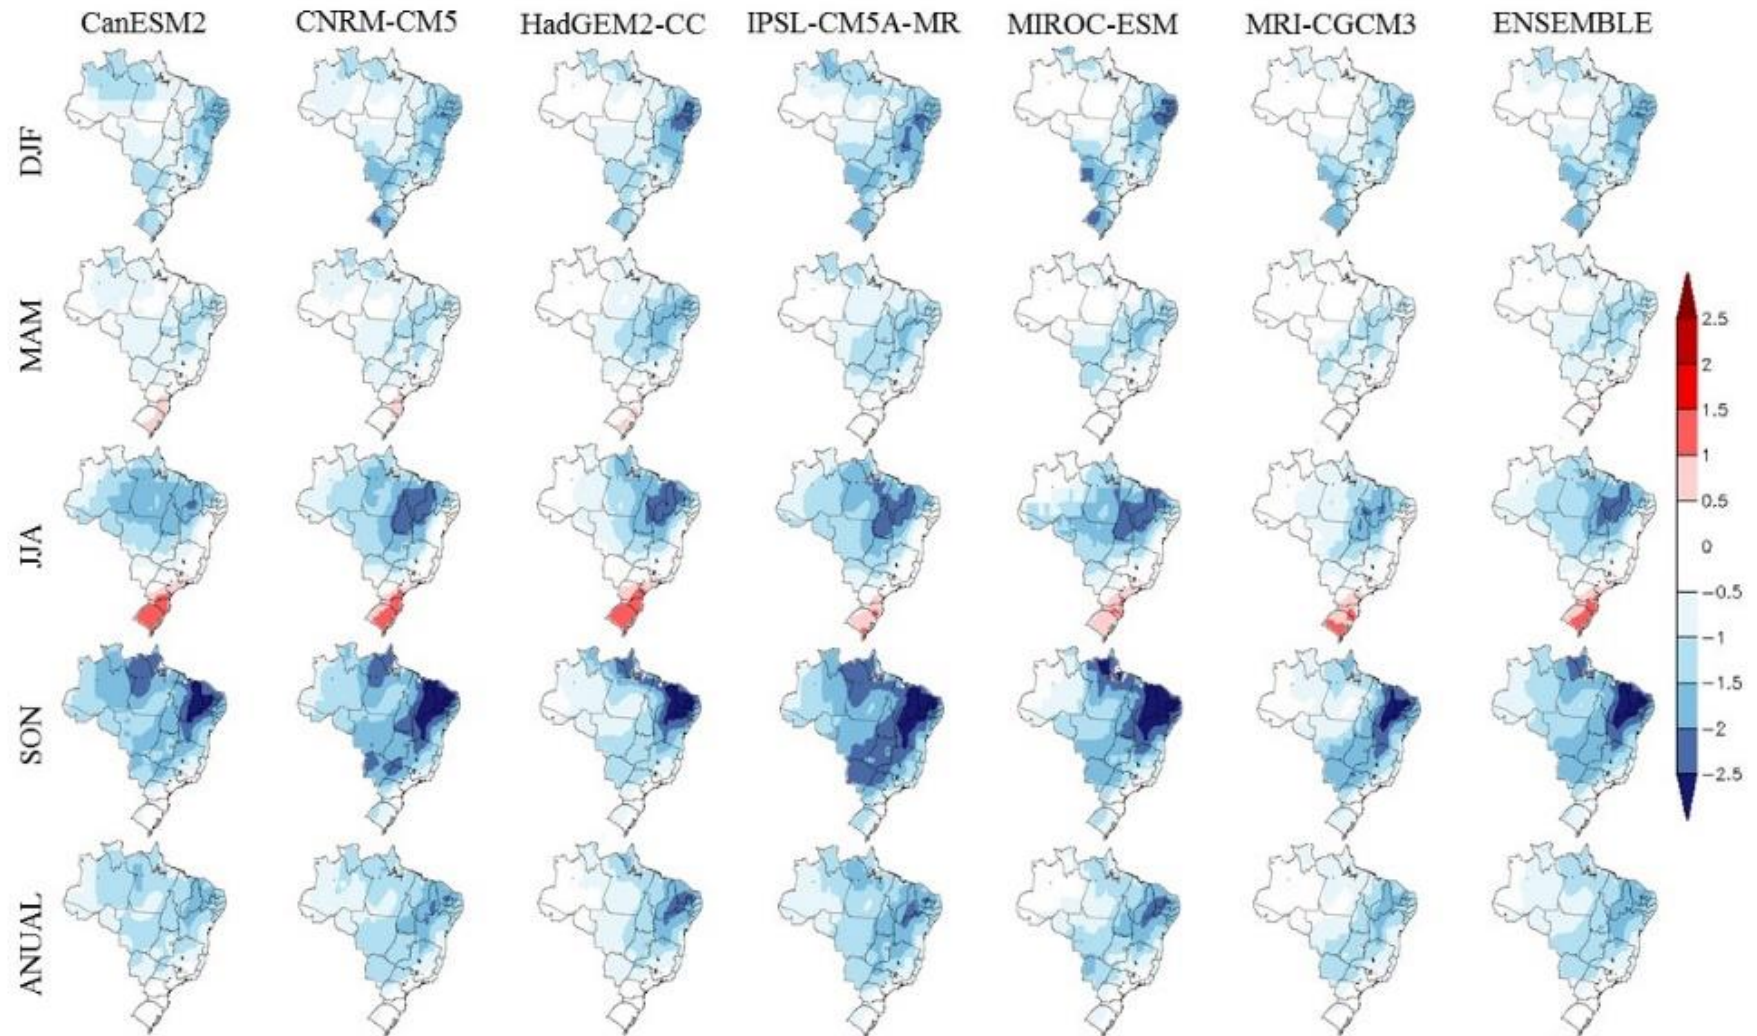 CanESM2 CNRM-CM5 HadGEM2-CC IPSL-CM5A-MR MIROC-ESM MRI-CGCM3 ENSEMBLE
DJF
MAM
JJA
SON
ANUAL
2.5
2
1.5
1
0.5
0
−0.5
−1
−1.5
−2
−2.5